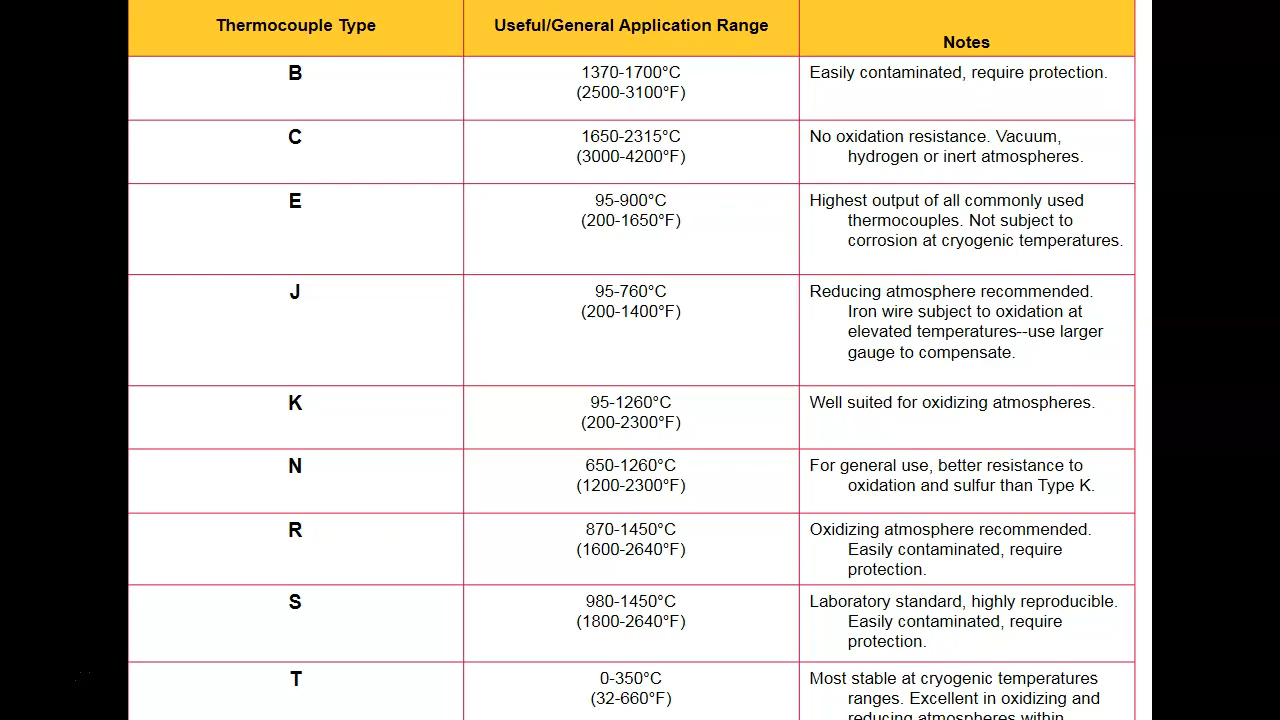 Thermocouple Type
Useful/General Application Range
Notes
B
1370-1700°C
(2500-3100°F)
Easily contaminated, require protection.
C
1650-2315°C
(3000-4200°F)
No oxidation resistance. Vacuum,
hydrogen or inert atmospheres.
E
95-900°C
(200-1650°F)
Highest output of all commonly used
thermocouples. Not subject to
corrosion at cryogenic temperatures.
J
95-760°C
(200-1400°F)
Reducing atmosphere recommended.
Iron wire subject to oxidation at
elevated temperatures--use larger
gauge to compensate.
K
95-1260°C
(200-2300°F)
Well suited for oxidizing atmospheres.
N
650-1260°C
(1200-2300°F)
For general use, better resistance to
oxidation and sulfur than Type K.
R
870-1450°C
(1600-2640°F)
Oxidizing atmosphere recommended.
Easily contaminated, require
protection.
S
980-1450°C
(1800-2640°F)
Laboratory standard, highly reproducible.
Easily contaminated, require
protection.
T
0-350°C
(32-660°F)
Most stable at cryogenic temperatures
ranges. Excellent in oxidizing and
reducing atmospheres within